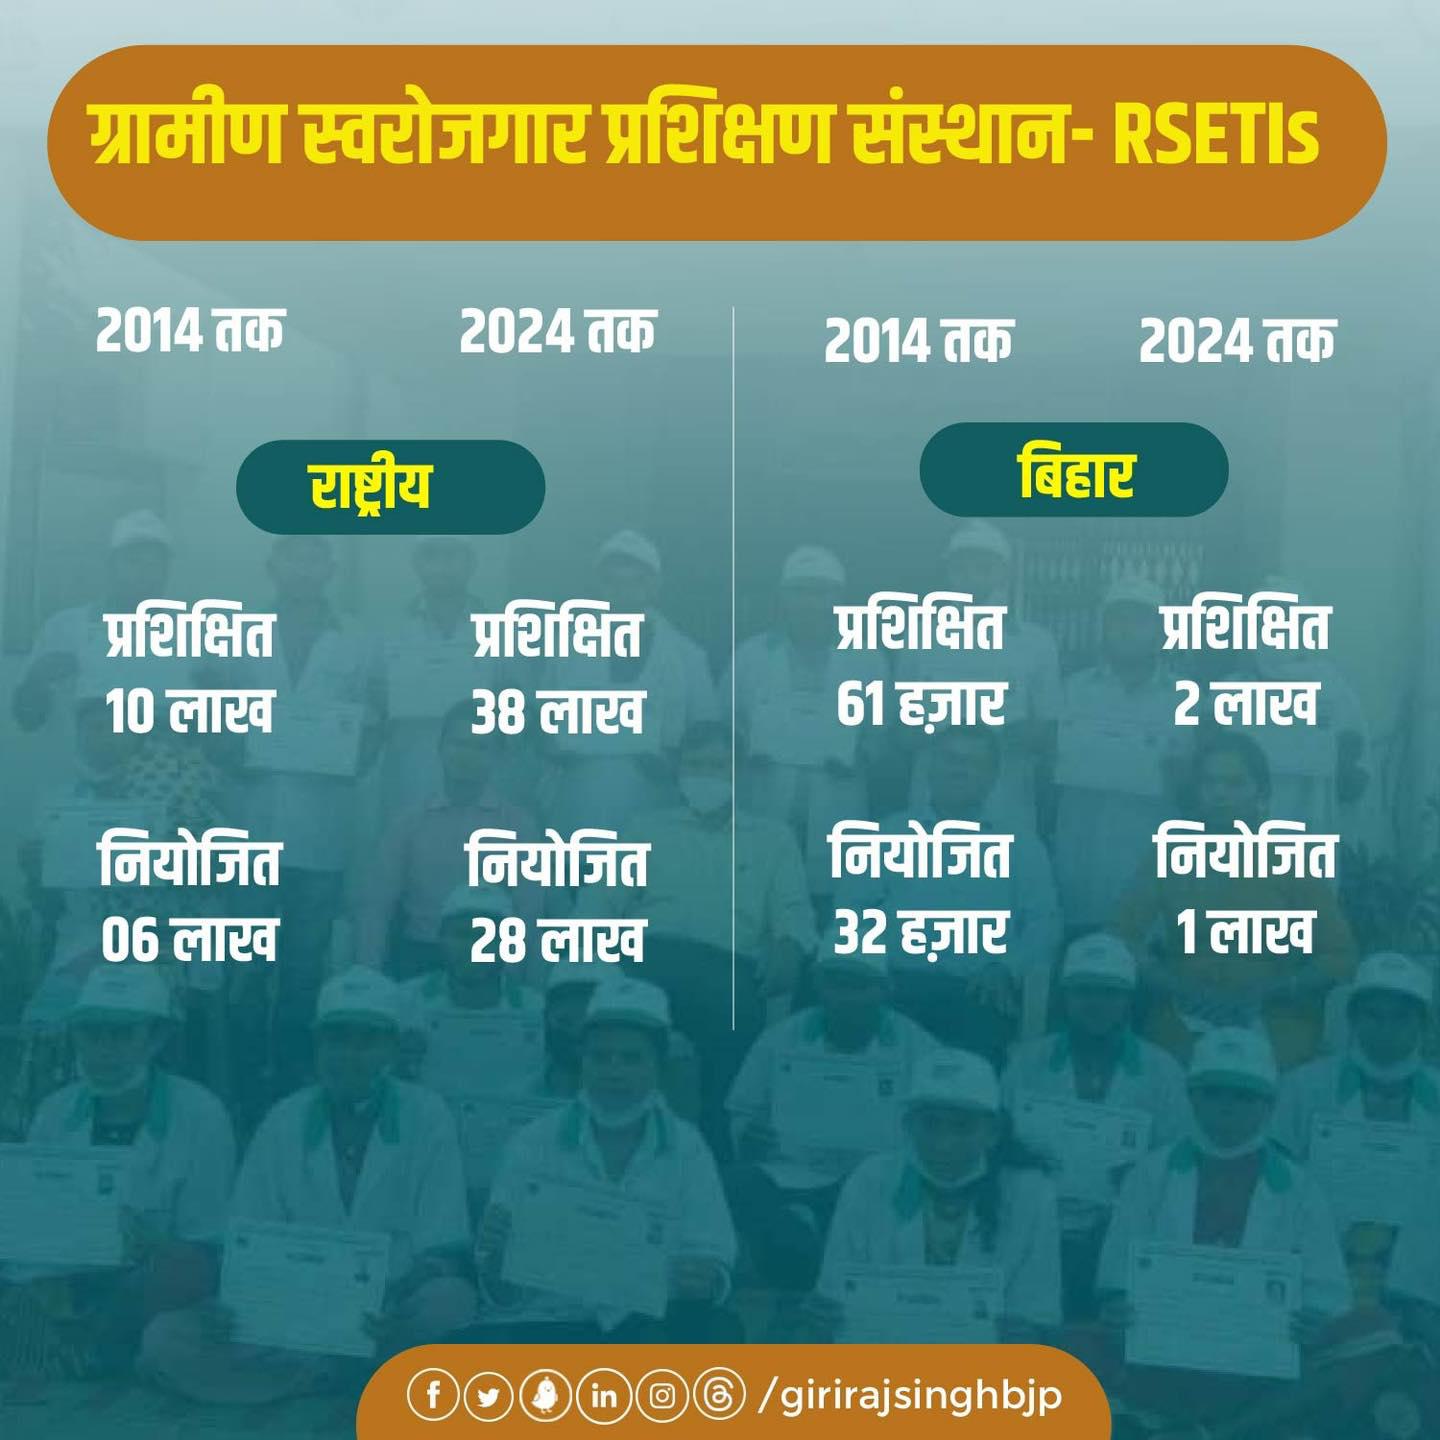 ग्रामीण स्वरोजगार प्रशिक्षण संस्थान- RSETIs
2014 तक
2024 तक
राष्ट्रीय
प्रशिक्षित
10 लाख
प्रशिक्षित
38 लाख
नियोजित
06 लाख
नियोजित
28 लाख
2014 तक
2024 तक
बिहार
प्रशिक्षित
61 हज़ार
प्रशिक्षित
2 लाख
नियोजित
32 हज़ार
नियोजित
1 लाख
/girirajsinghbjp